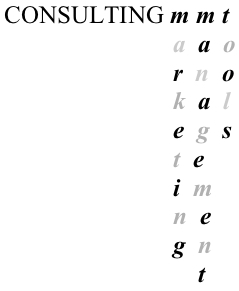 CONSULTING
marketing
management
tools